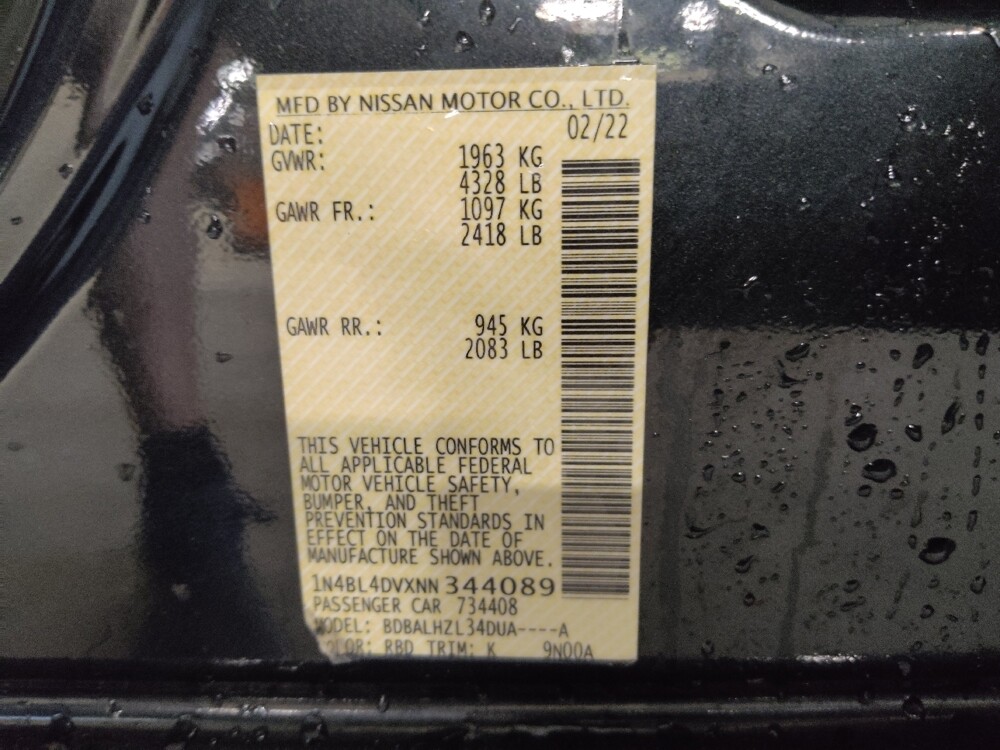 MFD BY NISSAN MOTOR CO., LTD.
DATE: 02/22
GVWR: 1963 KG
4328 LB
GAWR FR.: 1097 KG
2418 LB
GAWR RR.: 945 KG
2083 LB
THIS VEHICLE CONFORMS TO
ALL APPLICABLE FEDERAL
MOTOR VEHICLE SAFETY,
BUMPER, AND THEFT
PREVENTION STANDARDS IN
EFFECT ON THE DATE OF
MANUFACTURE SHOWN ABOVE.
1N4BL4DVXNN344089
PASSENGER CAR 734408
MODEL: BDBALHZL34DUA----A
COLOR: RBD TRIM: K 9N00A